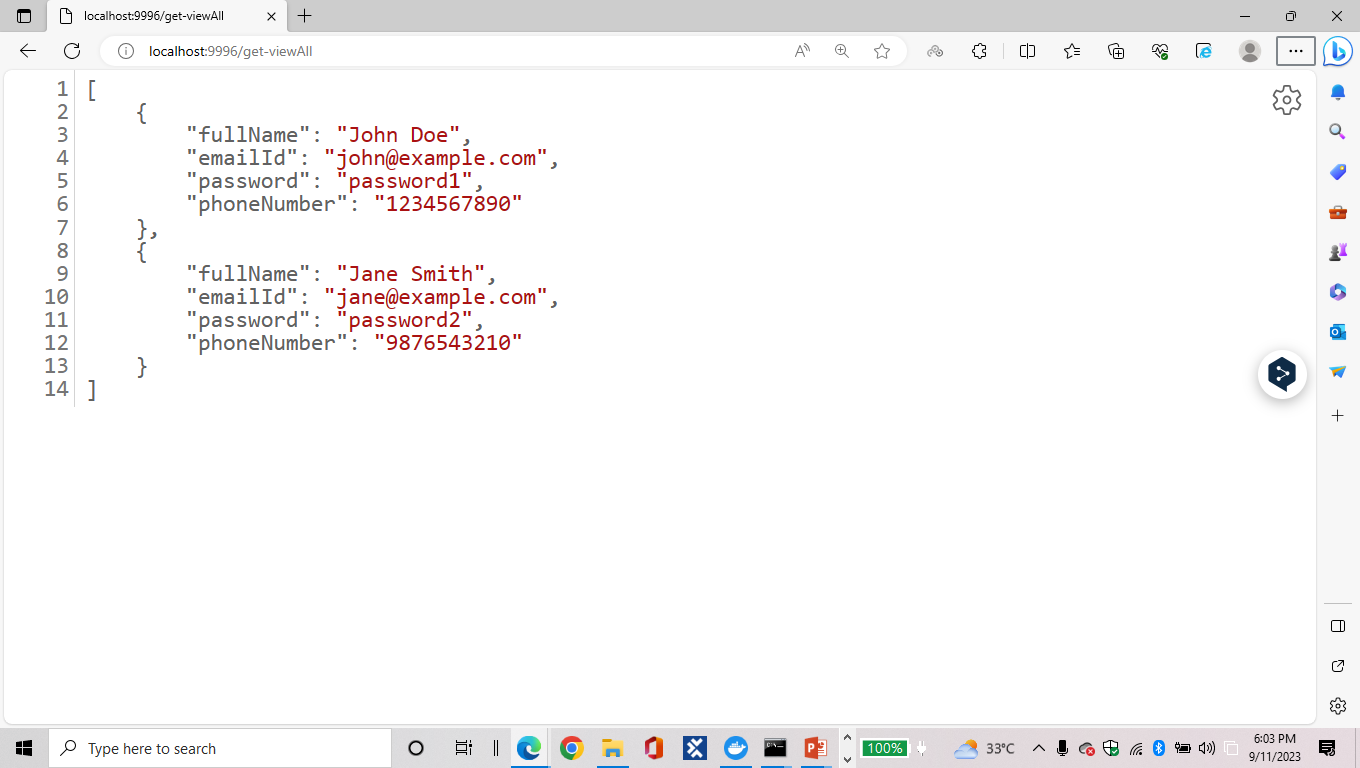 localhost:9996/get-viewAll
localhost:9996/get-viewAll
1 [
2     {
3         "fullName": "John Doe",
4         "emailId": "john@example.com",
5         "password": "password1",
6         "phoneNumber": "1234567890"
7     },
8     {
9         "fullName": "Jane Smith",
10         "emailId": "jane@example.com",
11         "password": "password2",
12         "phoneNumber": "9876543210"
13     }
14 ]
Type here to search
100%
33°C
6:03 PM
9/11/2023